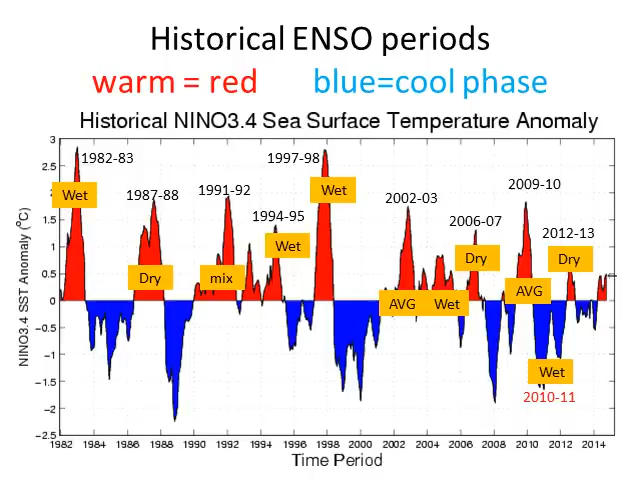 Historical ENSO periods
warm = red blue=cool phase
Historical NINO3.4 Sea Surface Temperature Anomaly
NINO3.4 SST Anomaly (°C)
3
2.5
1.5
1
0.5
0
−0.5
−1
−1.5
−2
−2.5
1982-83
1987-88
1991-92
1994-95
1997-98
2002-03
2006-07
2009-10
2012-13
Wet
Dry
mix
Wet
Wet
AVG Wet
Dry
AVG
Dry
Wet
2010-11
1982 1984 1986 1988 1990 1992 1994 1996 1998 2000 2002 2004 2006 2008 2010 2012 2014
Time Period